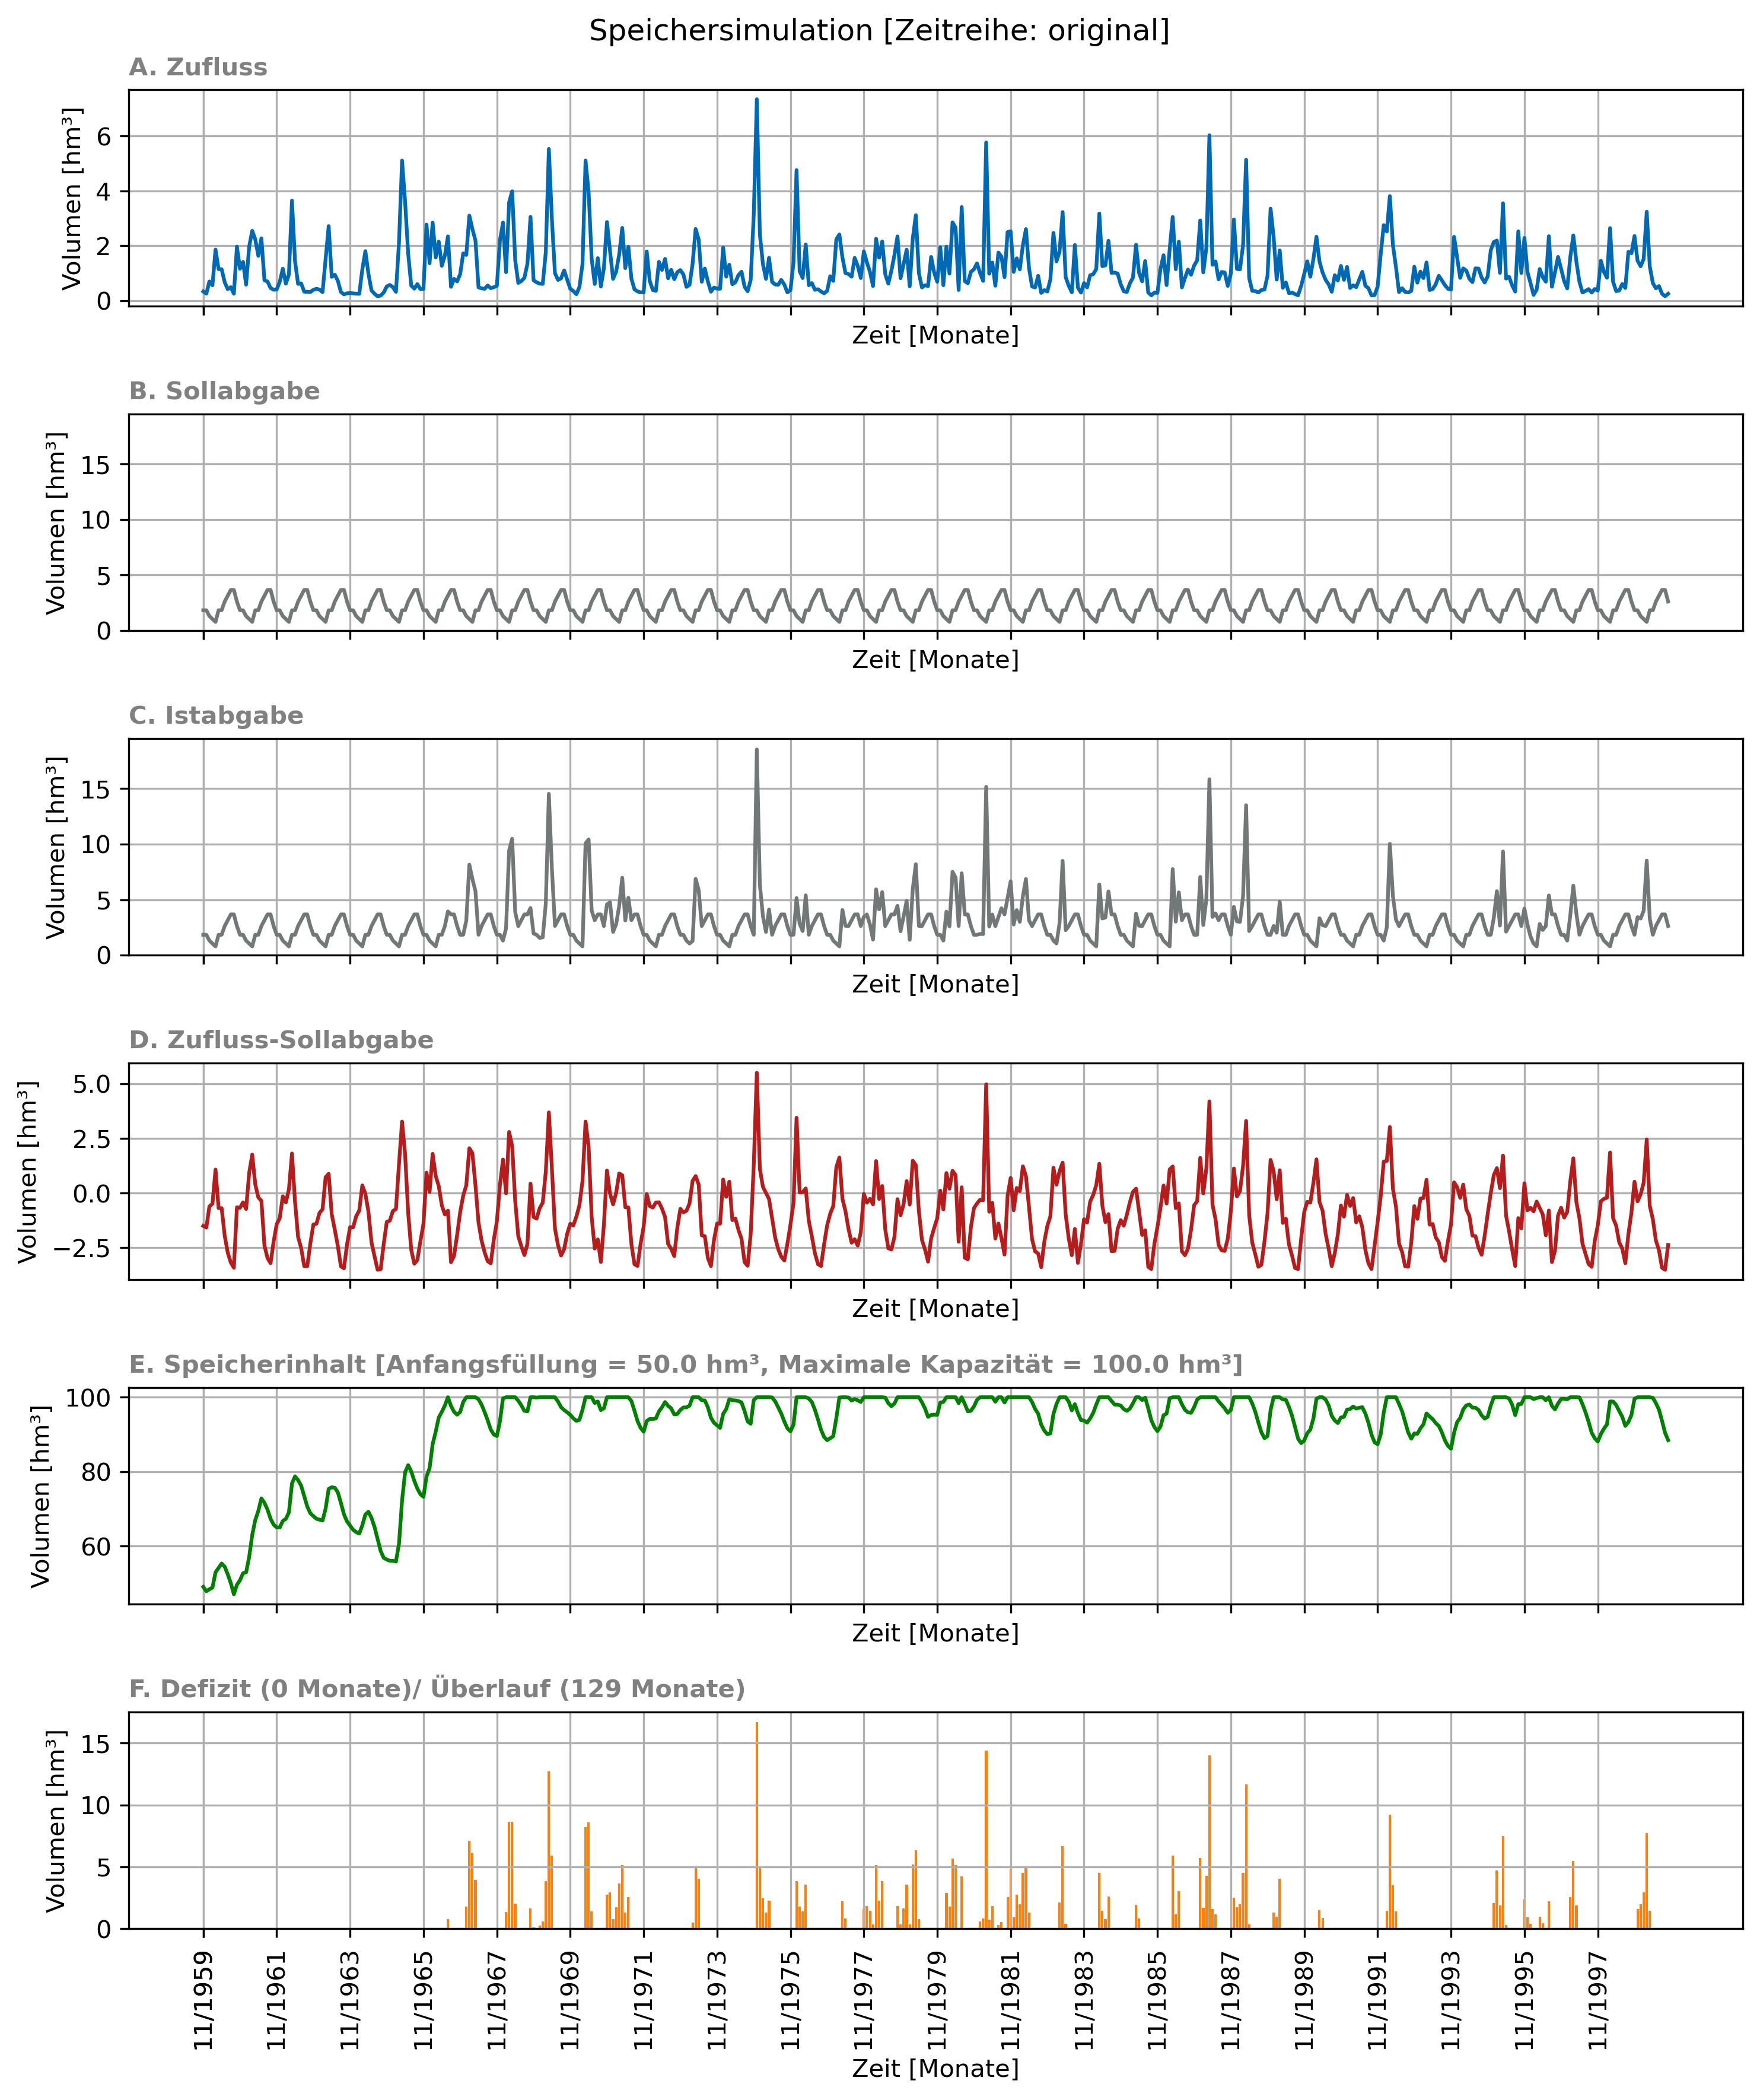 Speichersimulation [Zeitreihe: original]
A. Zufluss
Volumen [hm³]
6
4
2
0
Zeit [Monate]
B. Sollabgabe
Volumen [hm³]
15
10
5
0
Zeit [Monate]
C. Istabgabe
Volumen [hm³]
15
10
5
0
Zeit [Monate]
D. Zufluss-Sollabgabe
Volumen [hm³]
5.0
2.5
0.0
−2.5
Zeit [Monate]
E. Speicherinhalt [Anfangsfüllung = 50.0 hm³, Maximale Kapazität = 100.0 hm³]
Volumen [hm³]
100
80
60
Zeit [Monate]
F. Defizit (0 Monate)/ Überlauf (129 Monate)
Volumen [hm³]
15
10
5
0
11/1959
11/1961
11/1963
11/1965
11/1967
11/1969
11/1971
11/1973
11/1975
11/1977
11/1979
11/1981
11/1983
11/1985
11/1987
11/1989
11/1991
11/1993
11/1995
11/1997
Zeit [Monate]